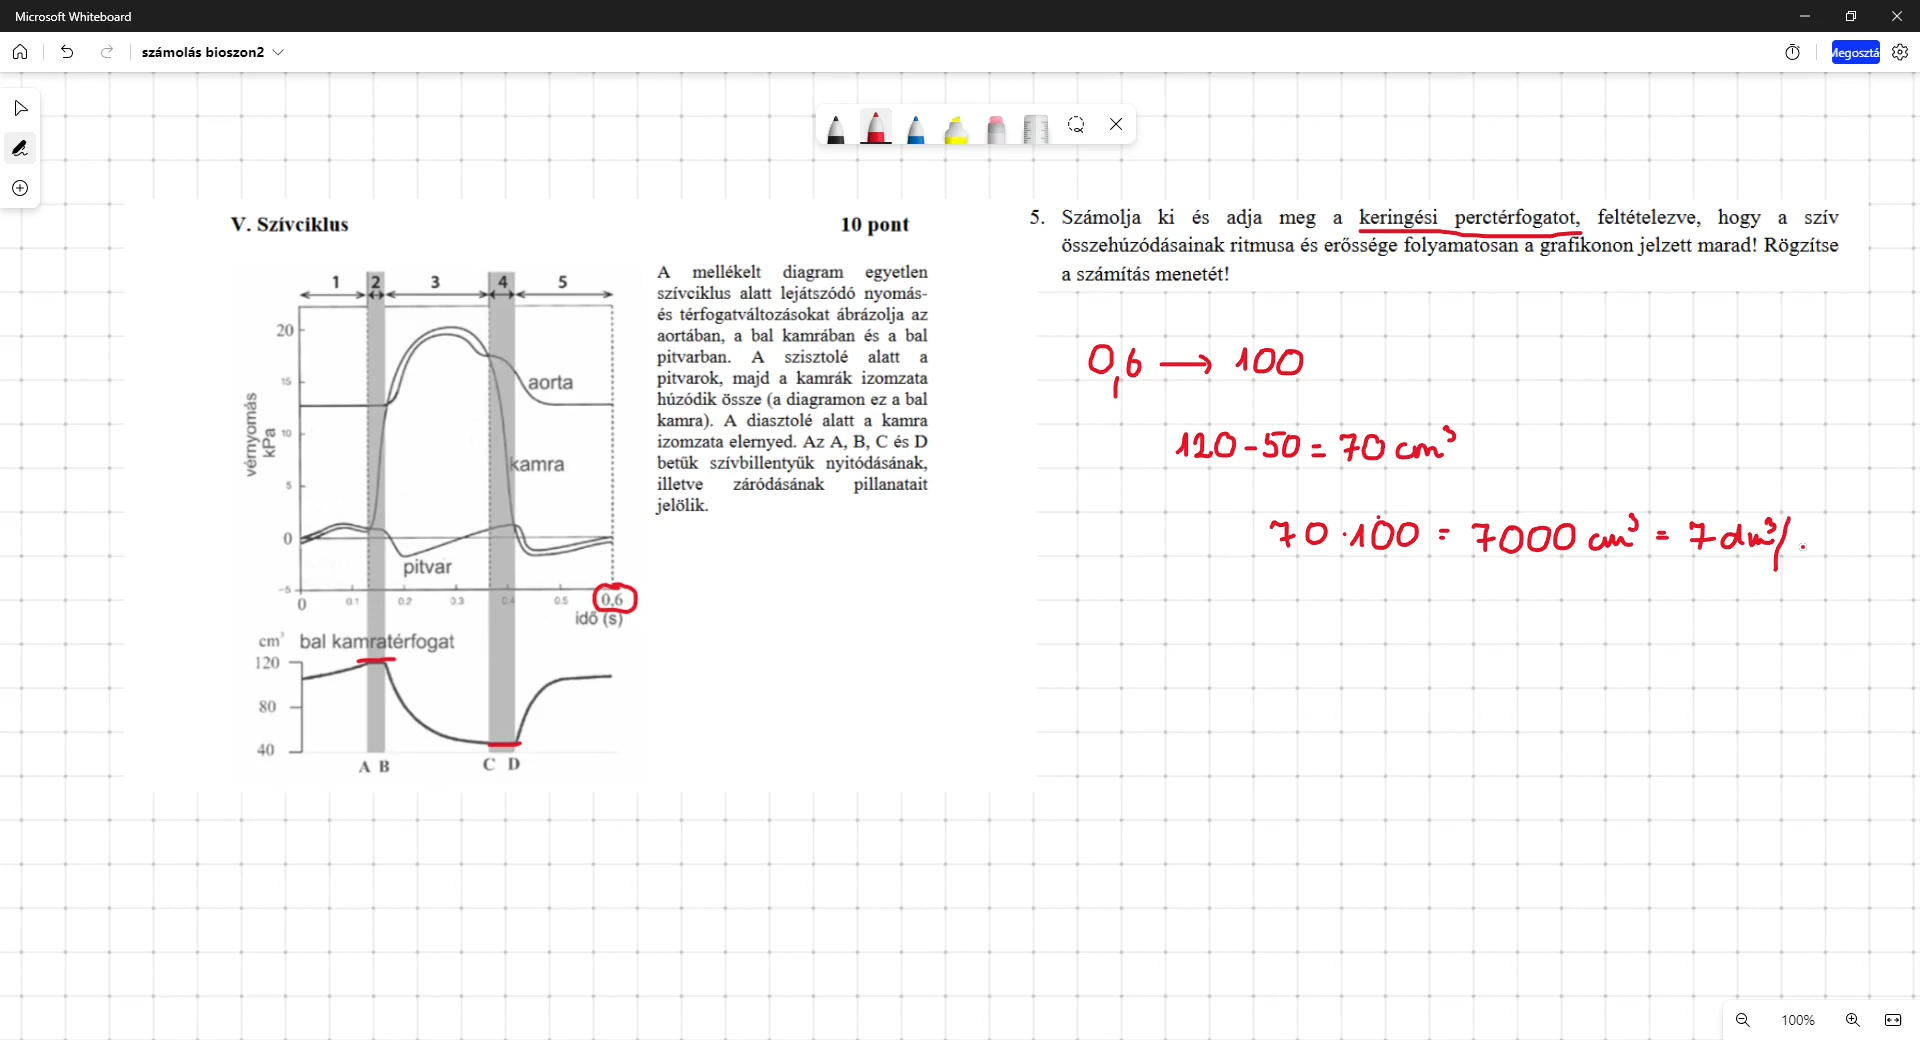 Microsoft Whiteboard
számolás bioszon2
Megosztá
V. Szívciklus
10 pont
1 2 3 4 5
20
15
10
5
0
-5
vérnyomás
kPa
aorta
kamra
pitvar
0 0.1 0.2 0.3 0.4 0.5 0,6
idő (s)
cm³ bal kamratérfogat
120
80
40
A B C D
A mellékelt diagram egyetlen
szívciklus alatt lejátszódó nyomás-
és térfogatváltozásokat ábrázolja az
aortában, a bal kamrában és a bal
pitvarban. A szisztolé alatt a
pitvarok, majd a kamrák izomzata
húzódik össze (a diagramon ez a bal
kamra). A diasztolé alatt a kamra
izomzata elernyed. Az A, B, C és D
betűk szívbillentyűk nyitódásának,
illetve záródásának pillanatait
jelölik.
5. Számolja ki és adja meg a keringési perctérfogatot, feltételezve, hogy a szív
összehúzódásainak ritmusa és erőssége folyamatosan a grafikonon jelzett marad! Rögzítse
a számítás menetét!
0,6 → 100
120-50 = 70 cm³
70 · 100 = 7000 cm³ = 7 dm³/
100%